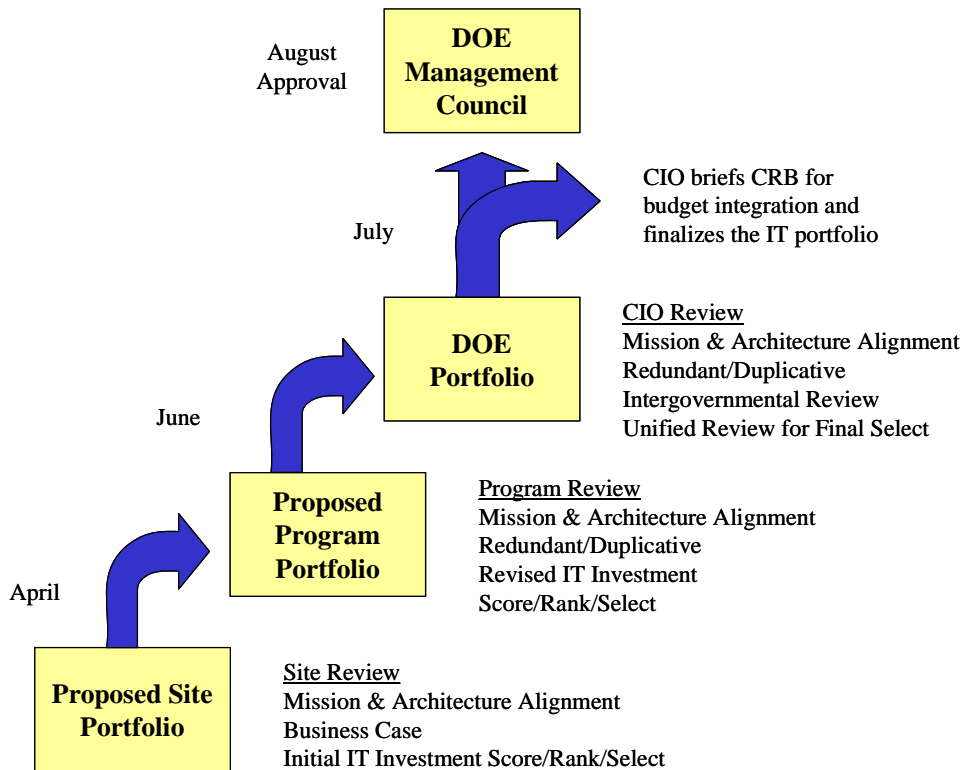 August
Approval
DOE
Management
Council
CIO briefs CRB for
budget integration and
finalizes the IT portfolio
July
DOE
Portfolio
CIO Review
Mission & Architecture Alignment
Redundant/Duplicative
Intergovernmental Review
Unified Review for Final Select
June
Proposed
Program
Portfolio
Program Review
Mission & Architecture Alignment
Redundant/Duplicative
Revised IT Investment
Score/Rank/Select
April
Proposed Site
Portfolio
Site Review
Mission & Architecture Alignment
Business Case
Initial IT Investment Score/Rank/Select